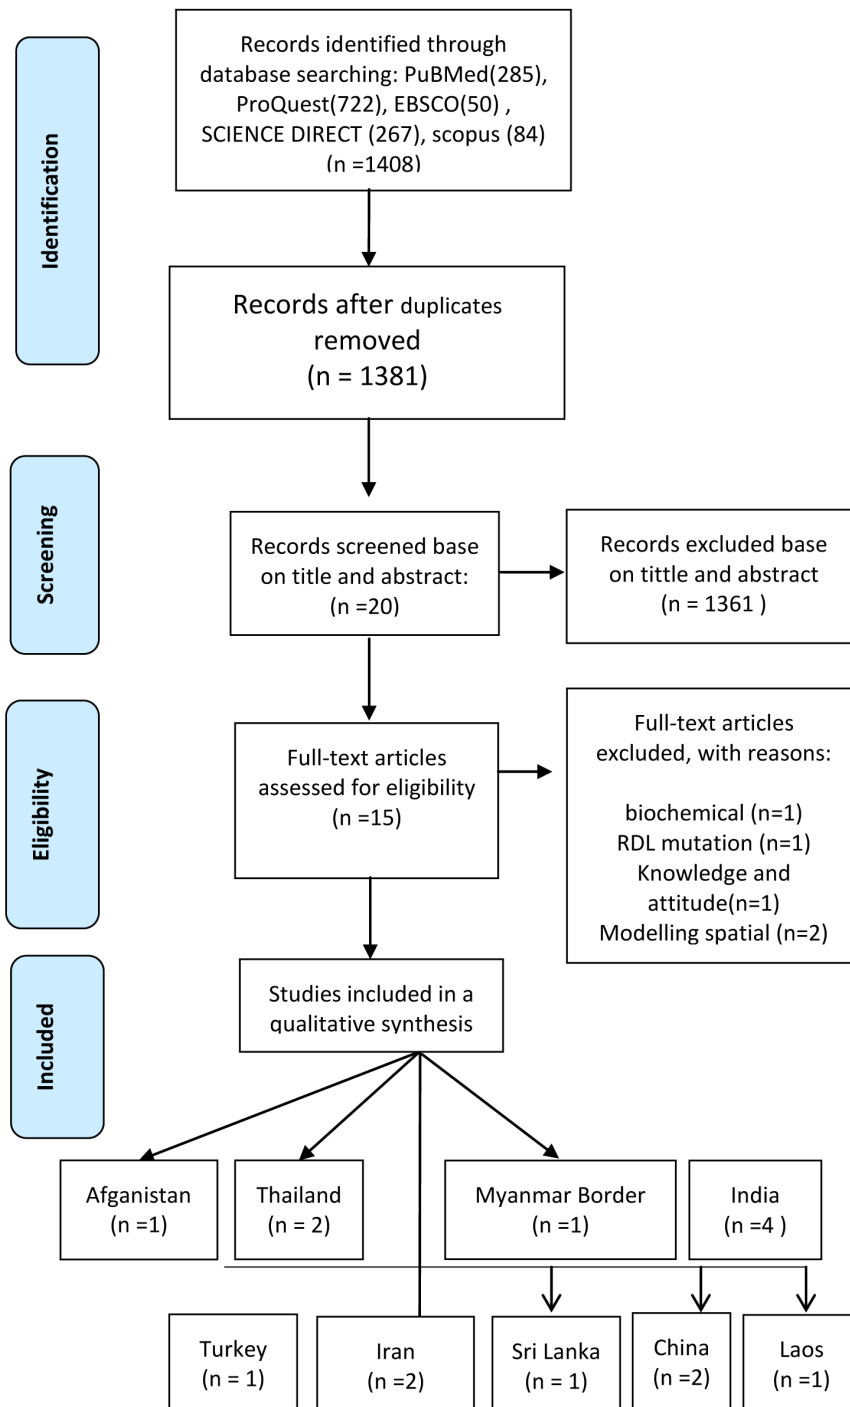 Identification
Records identified through
database searching: PuBMed(285),
ProQuest(722), EBSCO(50) ,
SCIENCE DIRECT (267), scopus (84)
(n =1408)
Records after duplicates
removed
(n = 1381)
Screening
Records screened base
on title and abstract:
(n =20)
Records excluded base
on tittle and abstract
(n = 1361 )
Eligibility
Full-text articles
assessed for eligibility
(n =15)
Full-text articles
excluded, with reasons:
biochemical (n=1)
RDL mutation (n=1)
Knowledge and
attitude(n=1)
Modelling spatial (n=2)
Included
Studies included in a
qualitative synthesis
Afganistan
(n =1)
Thailand
(n = 2)
Myanmar Border
(n =1)
India
(n =4 )
Turkey
(n = 1)
Iran
(n =2)
Sri Lanka
(n = 1)
China
(n =2)
Laos
(n =1)